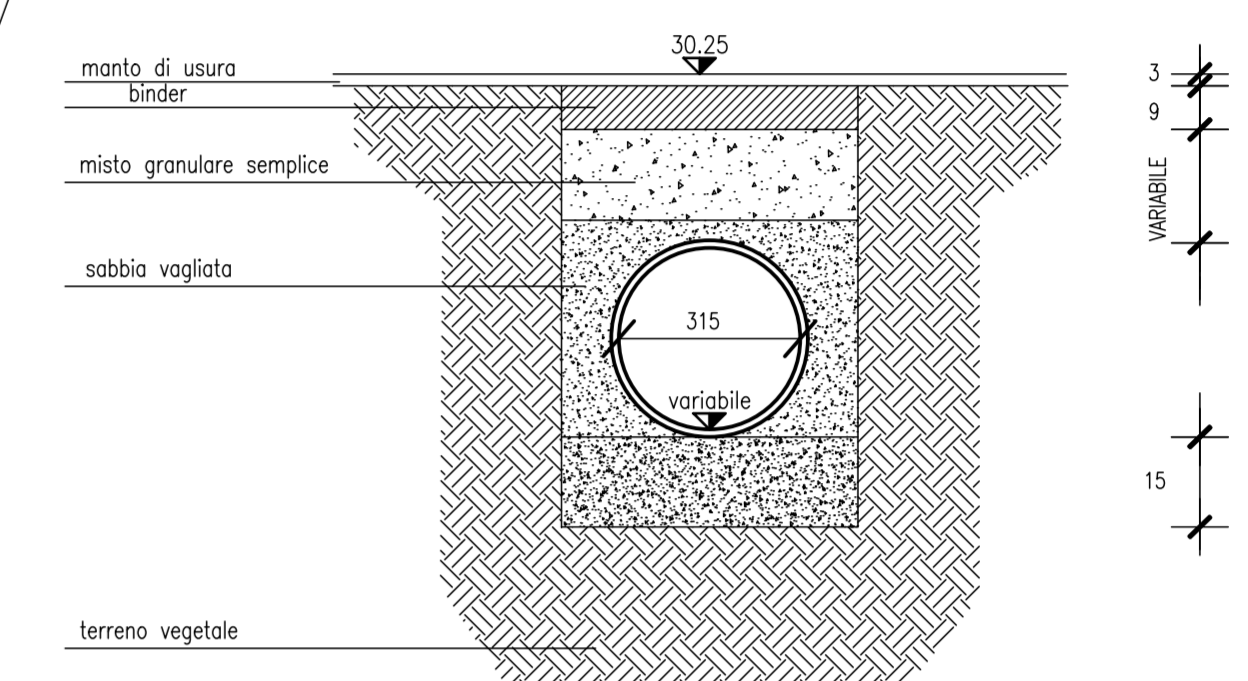 30.25
manto di usura
binder
misto granulare semplice
sabbia vagliata
315
variabile
terreno vegetale
3
9
VARIABILE
15